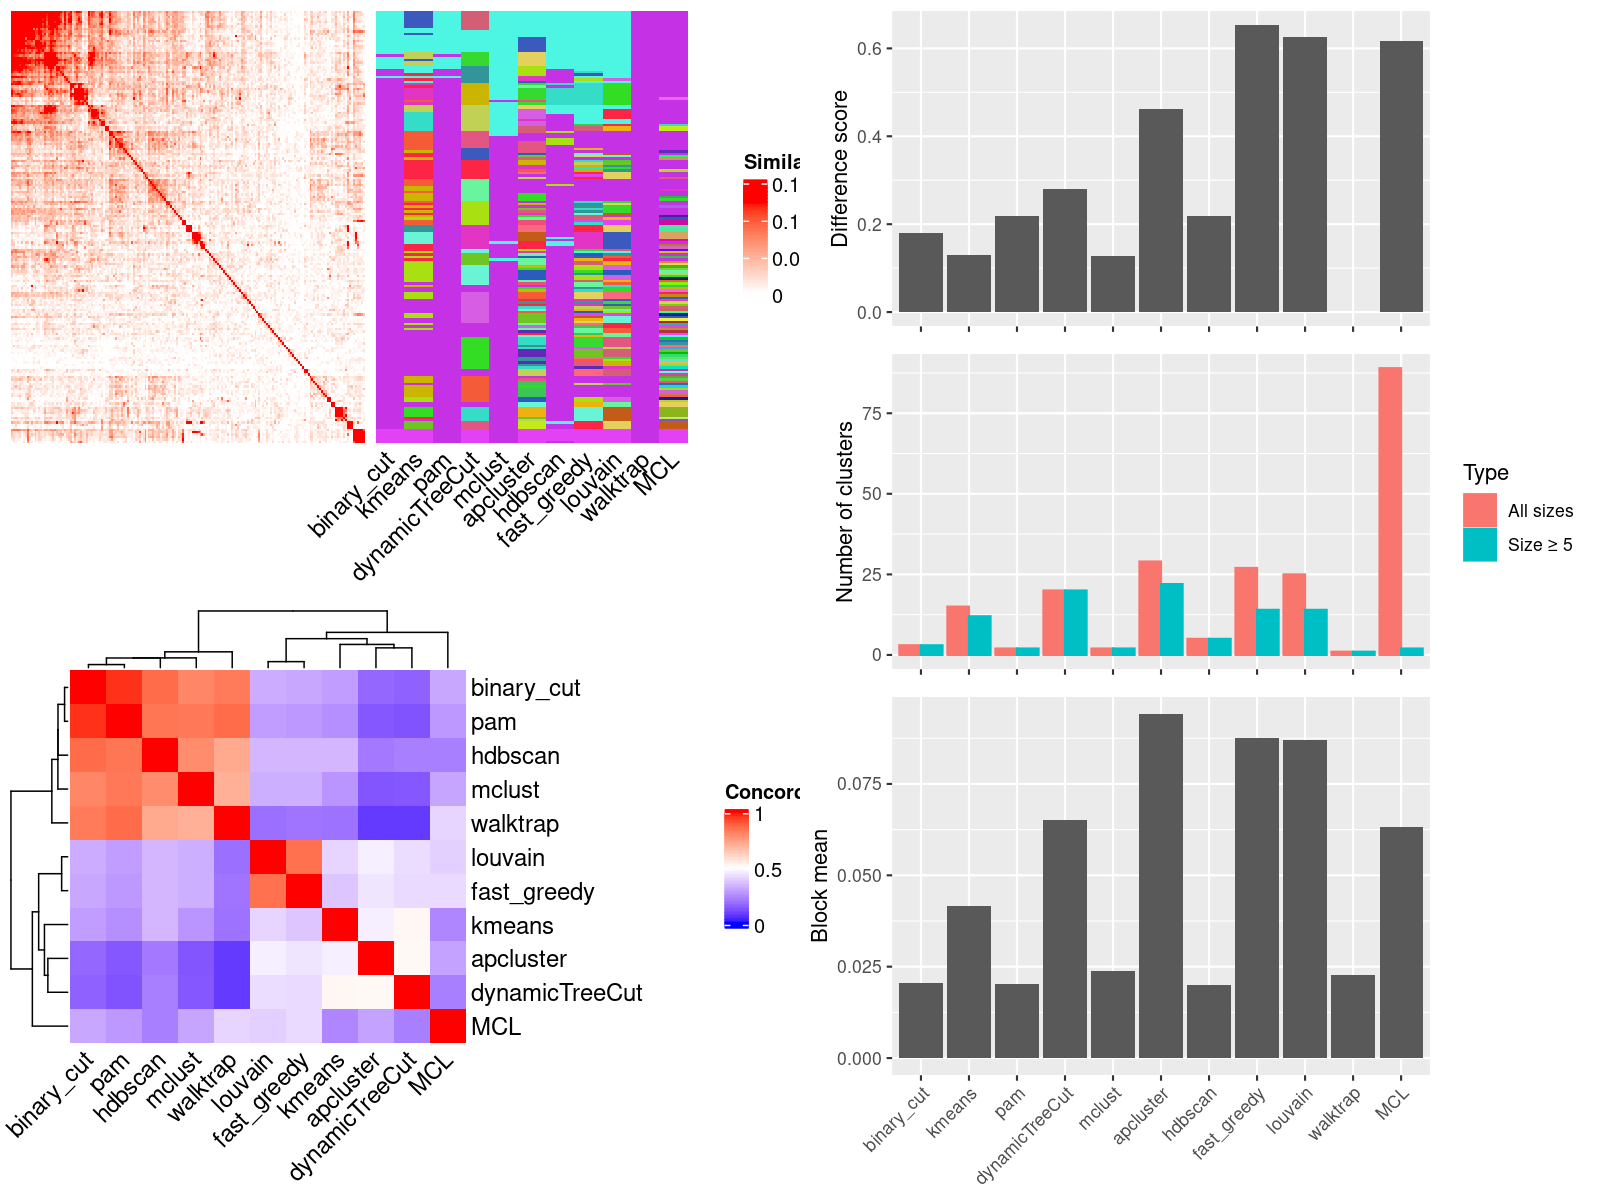 Simila
0.1
0.1
0.0
0
binary_cut
kmeans
pam
dynamicTreeCut
mclust
apcluster
hdbscan
fast_greedy
louvain
walktrap
MCL
binary_cut
pam
hdbscan
mclust
walktrap
louvain
fast_greedy
kmeans
apcluster
dynamicTreeCut
MCL
binary_cut
pam
hdbscan
mclust
walktrap
louvain
fast_greedy
kmeans
apcluster
dynamicTreeCut
MCL
Concord
1
0.5
0
Difference score
0.6
0.4
0.2
0.0
Number of clusters
75
50
25
0
Type
All sizes
Size ≥ 5
Block mean
0.075
0.050
0.025
0.000
binary_cut
kmeans
pam
dynamicTreeCut
mclust
apcluster
hdbscan
fast_greedy
louvain
walktrap
MCL